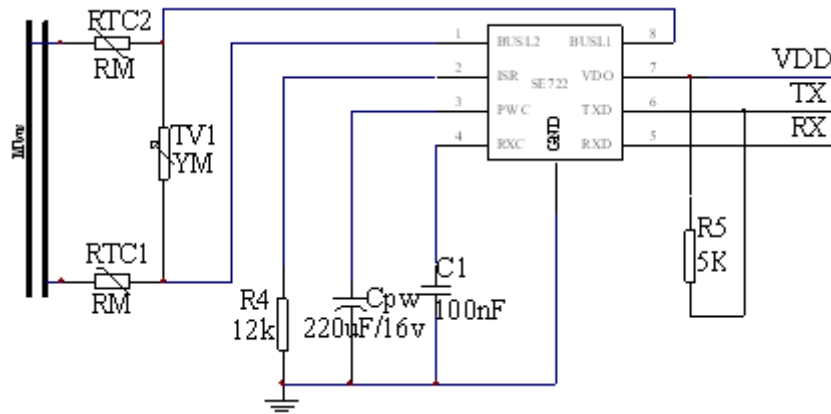 RTC2
RM
TV1
YM
RTC1
RM
1 BUSL2 BUSL1 8
2 ISR VDO 7
SE722
3 PWC TXD 6
GND
4 RXC RXD 5
VDD
TX
RX
R5
5K
R4
12k
Cpw
220uF/16v
C1
100nF